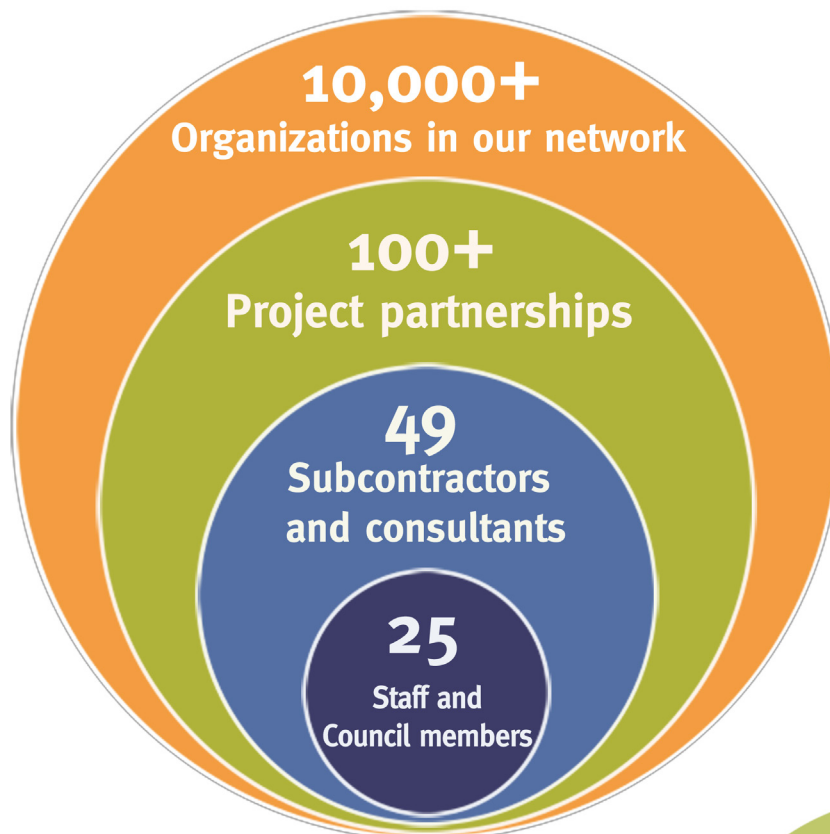 10,000+
Organizations in our network
100+
Project partnerships
49
Subcontractors
and consultants
25
Staff and
Council members